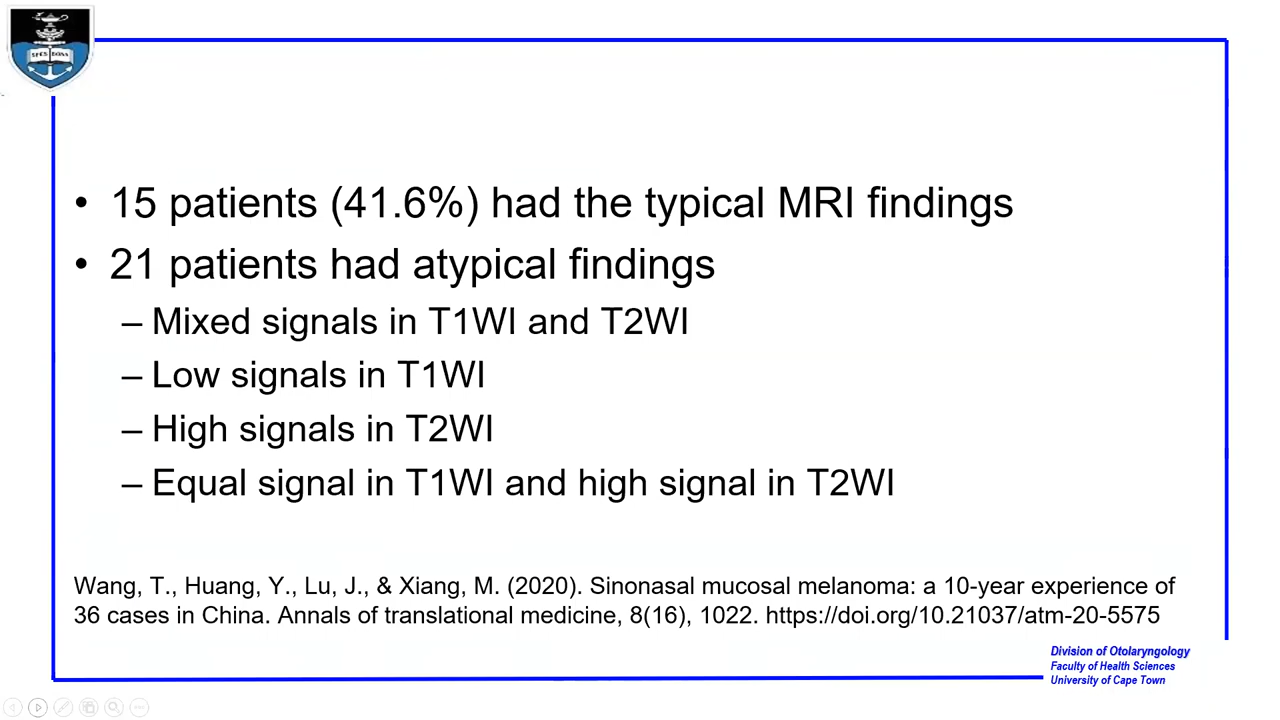 SPES BONA
• 15 patients (41.6%) had the typical MRI findings
• 21 patients had atypical findings
– Mixed signals in T1WI and T2WI
– Low signals in T1WI
– High signals in T2WI
– Equal signal in T1WI and high signal in T2WI
Wang, T., Huang, Y., Lu, J., & Xiang, M. (2020). Sinonasal mucosal melanoma: a 10-year experience of
36 cases in China. Annals of translational medicine, 8(16), 1022. https://doi.org/10.21037/atm-20-5575
Division of Otolaryngology
Faculty of Health Sciences
University of Cape Town